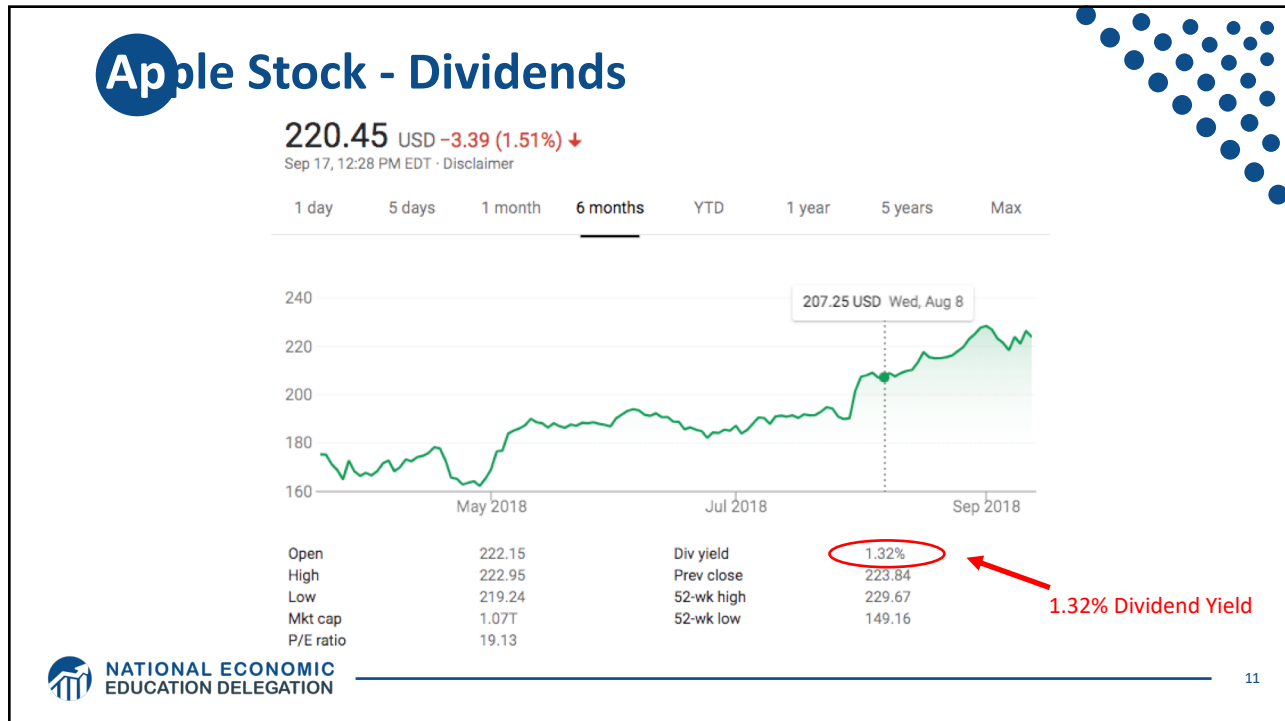 Apple Stock - Dividends
220.45 USD −3.39 (1.51%) ↓
Sep 17, 12:28 PM EDT · Disclaimer
1 day 5 days 1 month 6 months YTD 1 year 5 years Max
240
207.25 USD Wed, Aug 8
220
200
180
160
May 2018 Jul 2018 Sep 2018
Open 222.15 Div yield 1.32%
High 222.95 Prev close 223.84
Low 219.24 52-wk high 229.67
Mkt cap 1.07T 52-wk low 149.16
P/E ratio 19.13
1.32% Dividend Yield
NATIONAL ECONOMIC
EDUCATION DELEGATION
11